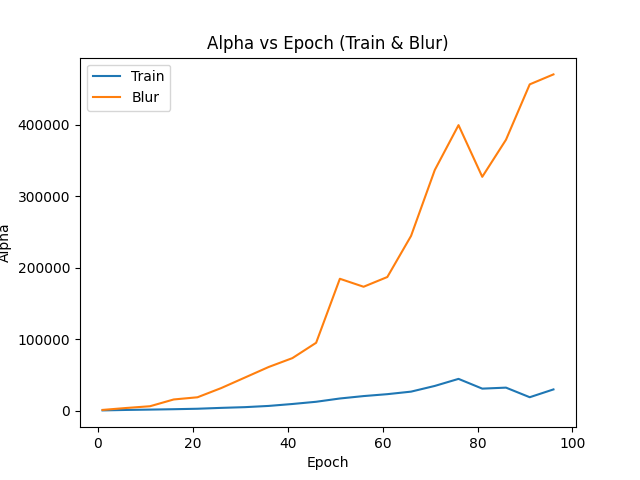 Alpha vs Epoch (Train & Blur)
Train
Blur
400000
300000
200000
100000
0
Alpha
0 20 40 60 80 100
Epoch